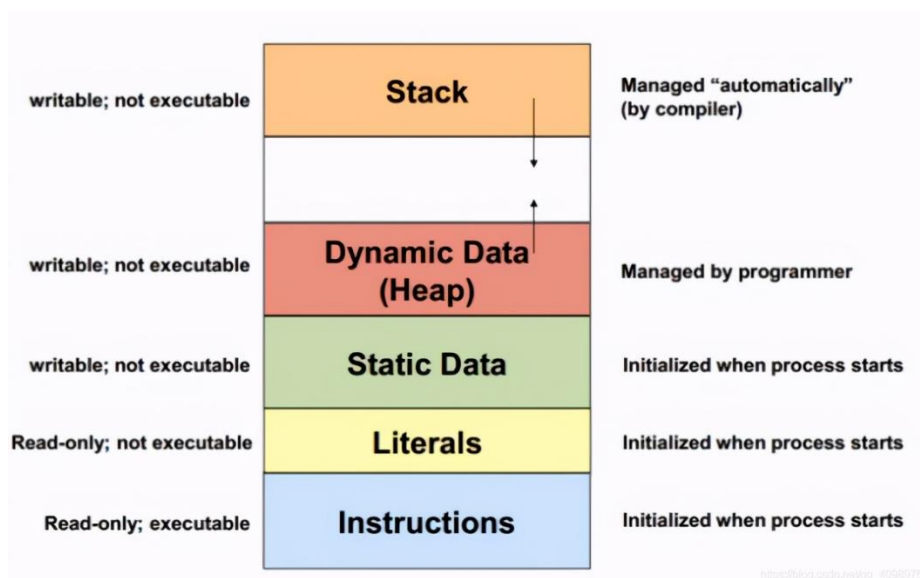 writable; not executable
Stack
Managed “automatically”
(by compiler)
writable; not executable
Dynamic Data
(Heap)
Managed by programmer
writable; not executable
Static Data
Initialized when process starts
Read-only; not executable
Literals
Initialized when process starts
Read-only; executable
Instructions
Initialized when process starts